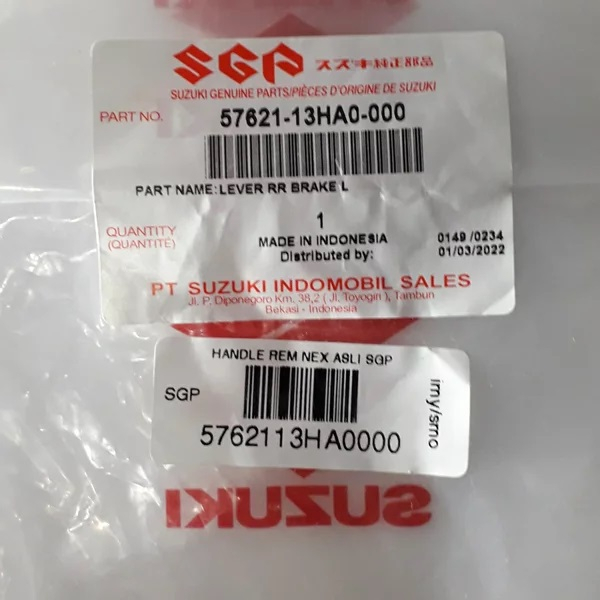 SGP スズキ純正部品
SUZUKI GENUINE PARTS/PIÈCES D'ORIGINE DE SUZUKI
PART NO. 57621-13HA0-000
PART NAME: LEVER RR BRAKE L
QUANTITY 1
(QUANTITÉ)
MADE IN INDONESIA 0149 /0234
Distributed by: 01/03/2022
PT SUZUKI INDOMOBIL SALES
Jl. P. Diponegoro Km. 38,2 ( Jl. Toyogiri ), Tambun
Bekasi - Indonesia
HANDLE REM NEX ASLI SGP
SGP
imy/smo
5762113HA0000
SUZUKI